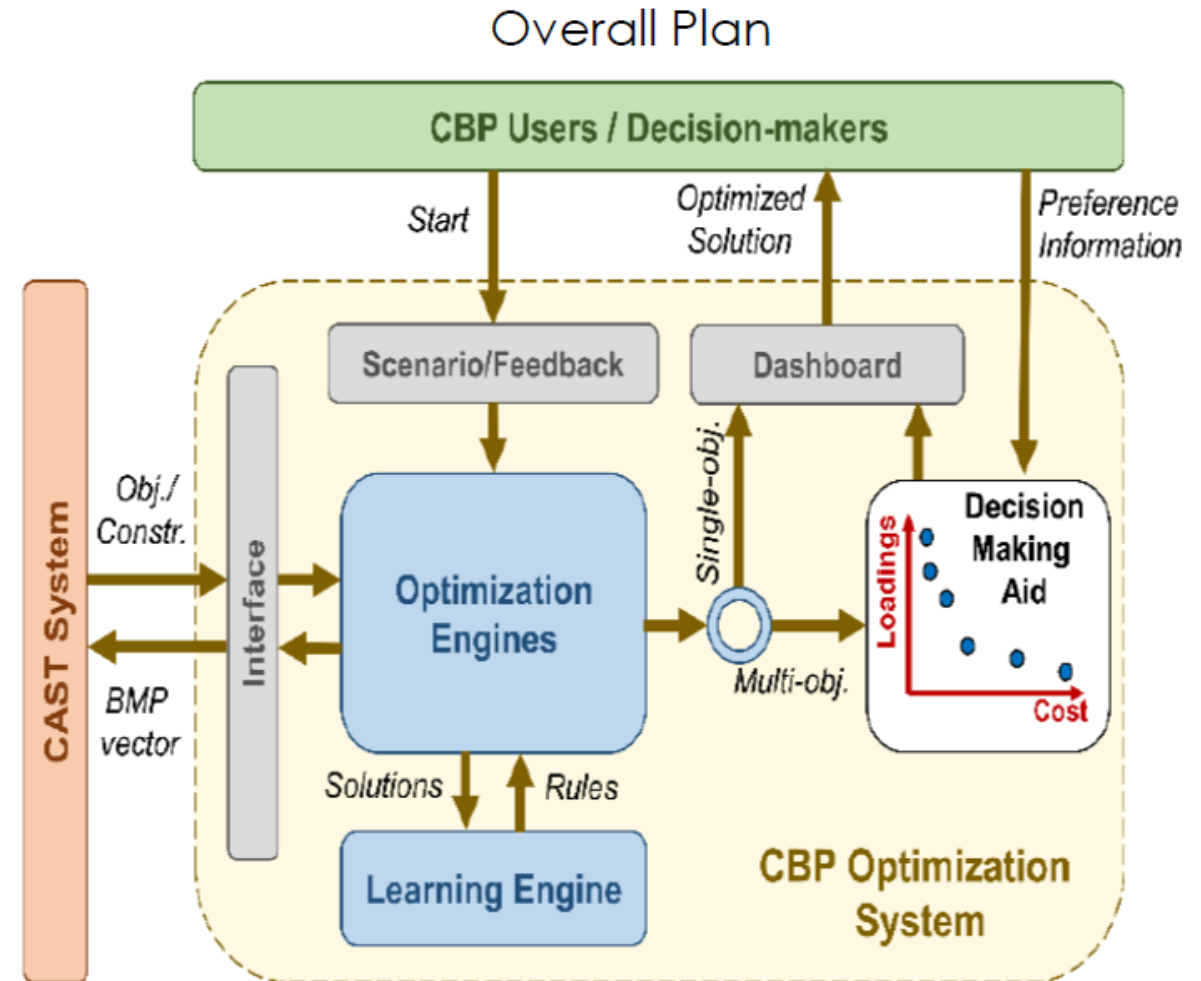 Overall Plan
CBP Users / Decision-makers
Start
Optimized
Solution
Preference
Information
Scenario/Feedback
Dashboard
CAST System
Obj./
Constr.
BMP
vector
Interface
Optimization
Engines
Single-obj.
Multi-obj.
Decision
Making
Aid
Loadings
Cost
Solutions
Rules
Learning Engine
CBP Optimization
System